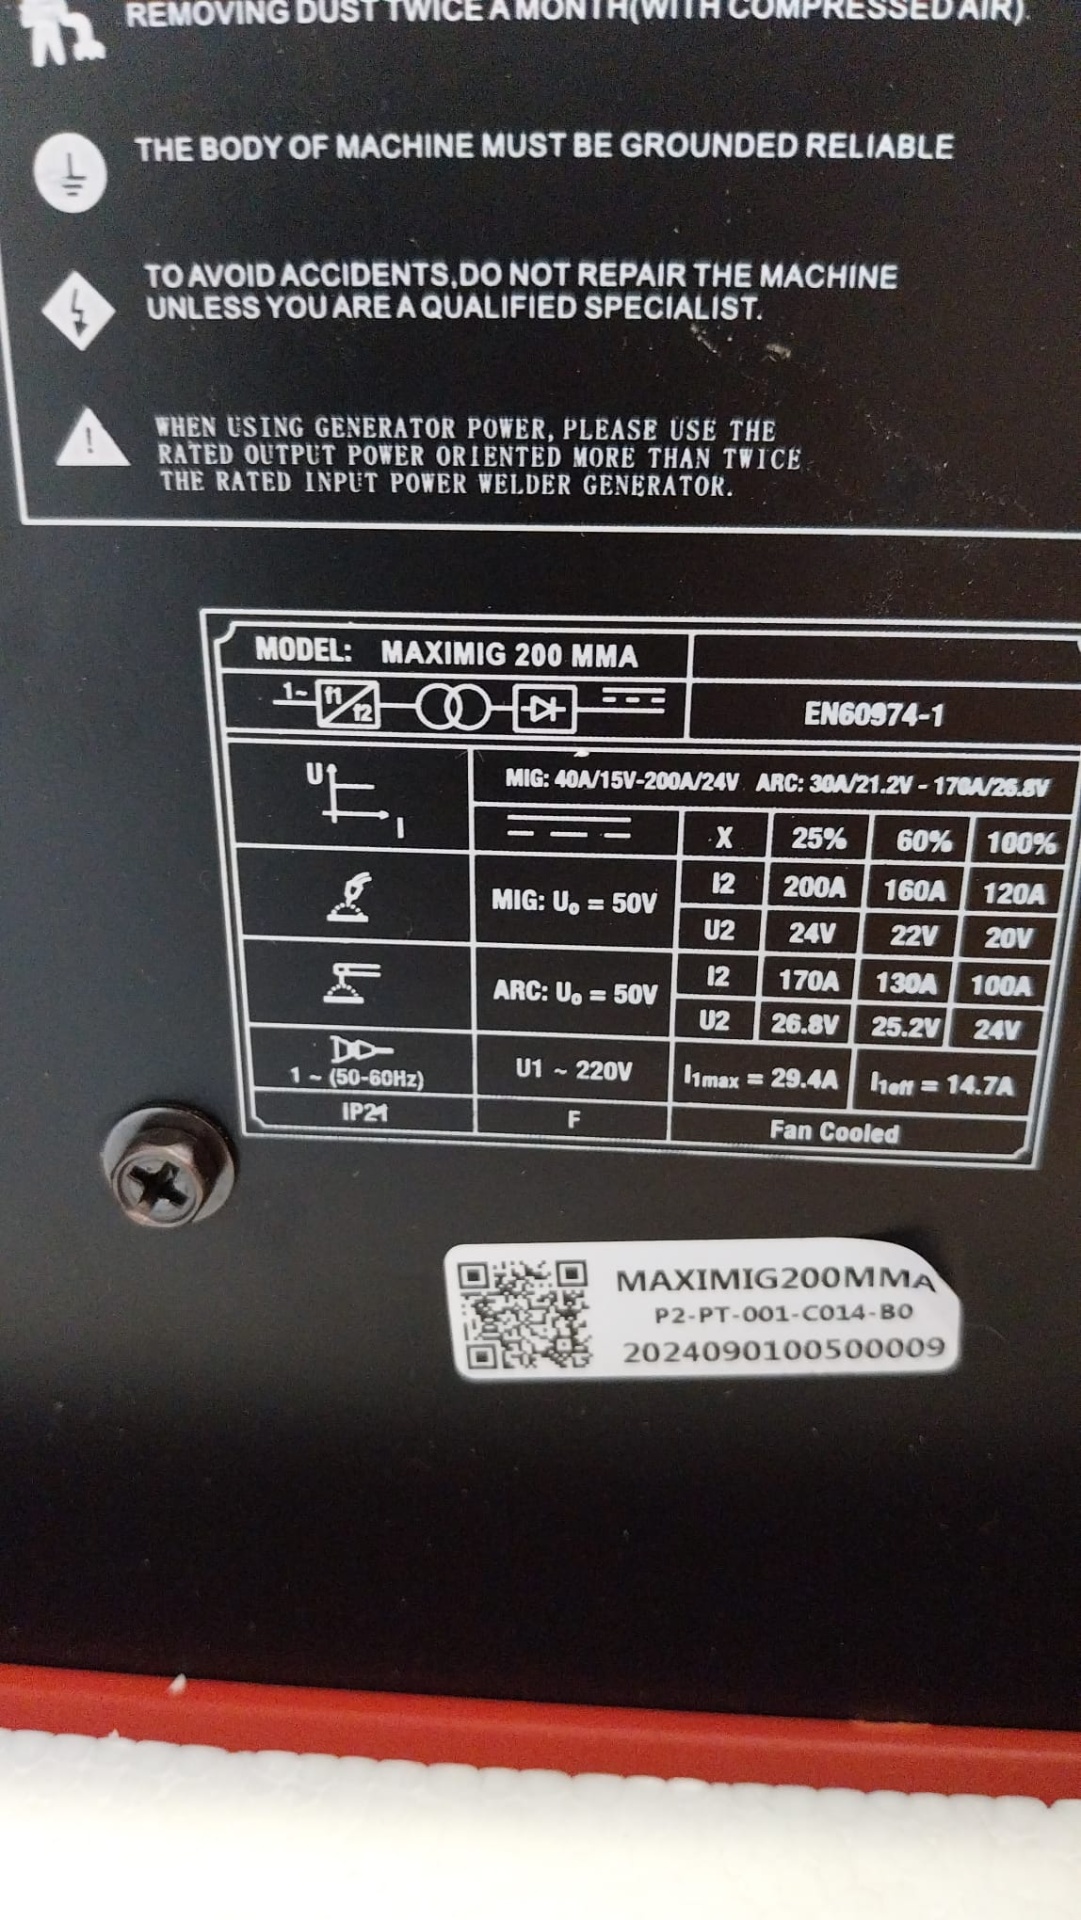 REMOVING DUST TWICE A MONTH(WITH COMPRESSED AIR).
THE BODY OF MACHINE MUST BE GROUNDED RELIABLE
TO AVOID ACCIDENTS,DO NOT REPAIR THE MACHINE
UNLESS YOU ARE A QUALIFIED SPECIALIST.
WHEN USING GENERATOR POWER, PLEASE USE THE
RATED OUTPUT POWER ORIENTED MORE THAN TWICE
THE RATED INPUT POWER WELDER GENERATOR.
MODEL: MAXIMIG 200 MMA
1~ f1 f2 EN60974-1
U I MIG: 40A/15V-200A/24V ARC: 30A/21.2V - 170A/26.8V
X 25% 60% 100%
MIG: U₀ = 50V I2 200A 160A 120A
U2 24V 22V 20V
ARC: U₀ = 50V I2 170A 130A 100A
U2 26.8V 25.2V 24V
1 ~ (50-60Hz) U1 ~ 220V I1max = 29.4A I1eff = 14.7A
IP21 F Fan Cooled
MAXIMIG200MMA
P2-PT-001-C014-B0
2024090100500009